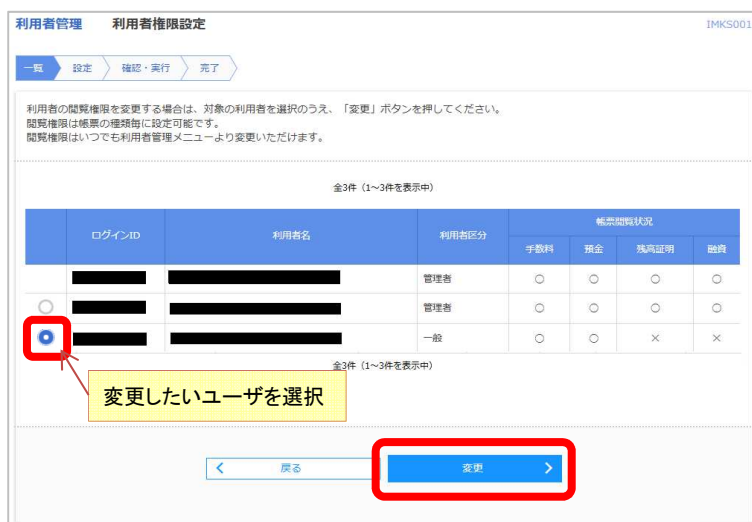 利用者管理 利用者権限設定 IMKS001
一覧 設定 確認・実行 完了
利用者の閲覧権限を変更する場合は、対象の利用者を選択のうえ、「変更」ボタンを押してください。
閲覧権限は帳票の種類毎に設定可能です。
閲覧権限はいつでも利用者管理メニューより変更いただけます。
全3件（1～3件を表示中）
ログインID 利用者名 利用者区分 帳票閲覧状況
手数料 預金 残高証明 融資
管理者 ○ ○ ○ ○
管理者 ○ ○ ○ ○
一般 ○ ○ × ×
全3件（1～3件を表示中）
変更したいユーザを選択
戻る 変更